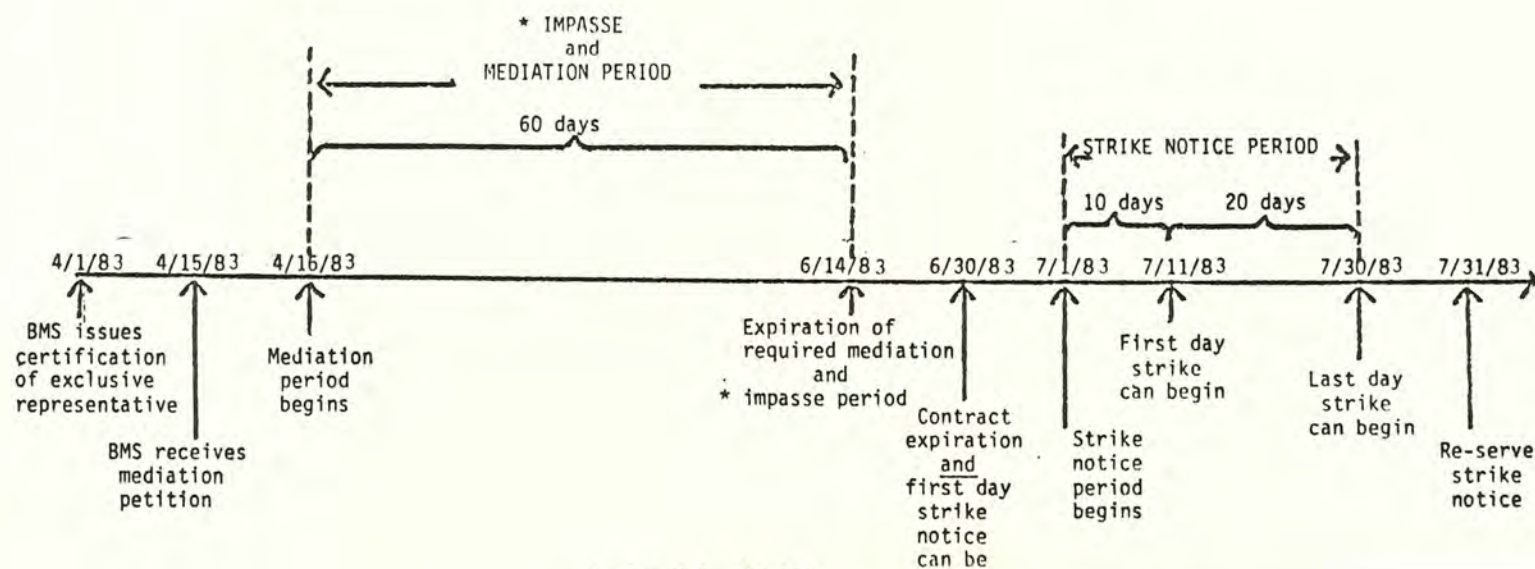 * IMPASSE
and
MEDIATION PERIOD
60 days
STRIKE NOTICE PERIOD
10 days
20 days
4/1/83
4/15/83
4/16/83
6/14/83
6/30/83
7/1/83
7/11/83
7/30/83
7/31/83
BMS issues
certification
of exclusive
representative
BMS receives
mediation
petition
Mediation
period
begins
Expiration of
required mediation
and
* impasse period
Contract
expiration
and
first day
strike
notice
can be
Strike
notice
period
begins
First day
strike
can begin
Last day
strike
can begin
Re-serve
strike
notice